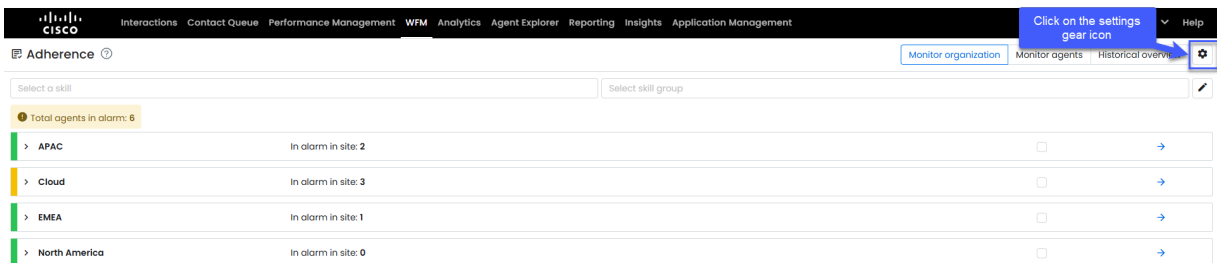 CISCO Interactions Contact Queue Performance Management WFM Analytics Agent Explorer Reporting Insights Application Management Help
Click on the settings
gear icon
Adherence Monitor organization Monitor agents Historical
Select a skill Select skill group
Total agents in alarm: 6
APAC In alarm in site: 2
Cloud In alarm in site: 3
EMEA In alarm in site: 1
North America In alarm in site: 0